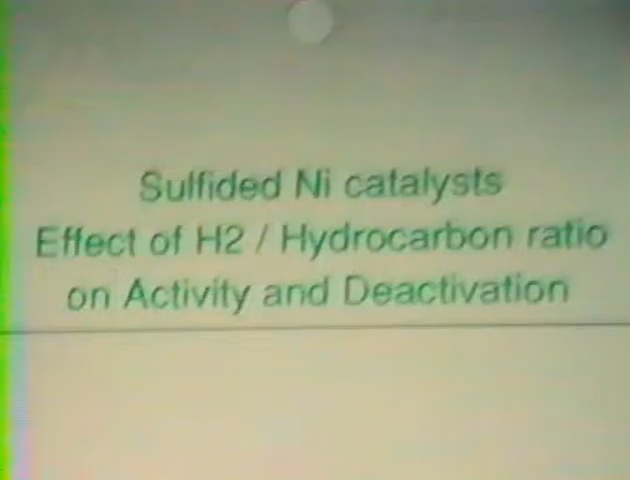 Sulfided Ni catalysts
Effect of H2 / Hydrocarbon ratio
on Activity and Deactivation